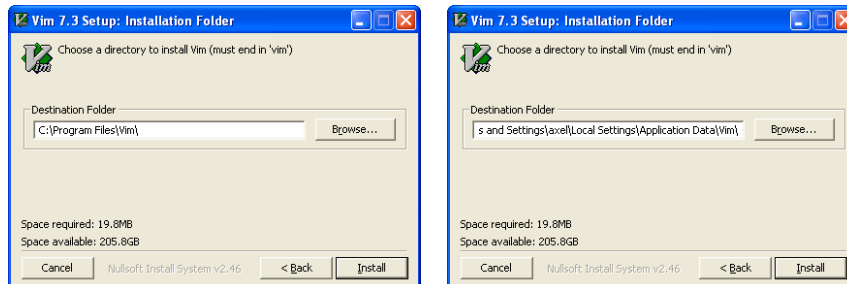 Vim 7.3 Setup: Installation Folder
Choose a directory to install Vim (must end in 'vim')
Vim
Destination Folder
C:\Program Files\Vim\
Browse...
Space required: 19.8MB
Space available: 205.8GB
Cancel
Nullsoft Install System v2.46
< Back
Install
Vim 7.3 Setup: Installation Folder
Choose a directory to install Vim (must end in 'vim')
Vim
Destination Folder
s and Settings\axel\Local Settings\Application Data\Vim\
Browse...
Space required: 19.8MB
Space available: 205.8GB
Cancel
Nullsoft Install System v2.46
< Back
Install